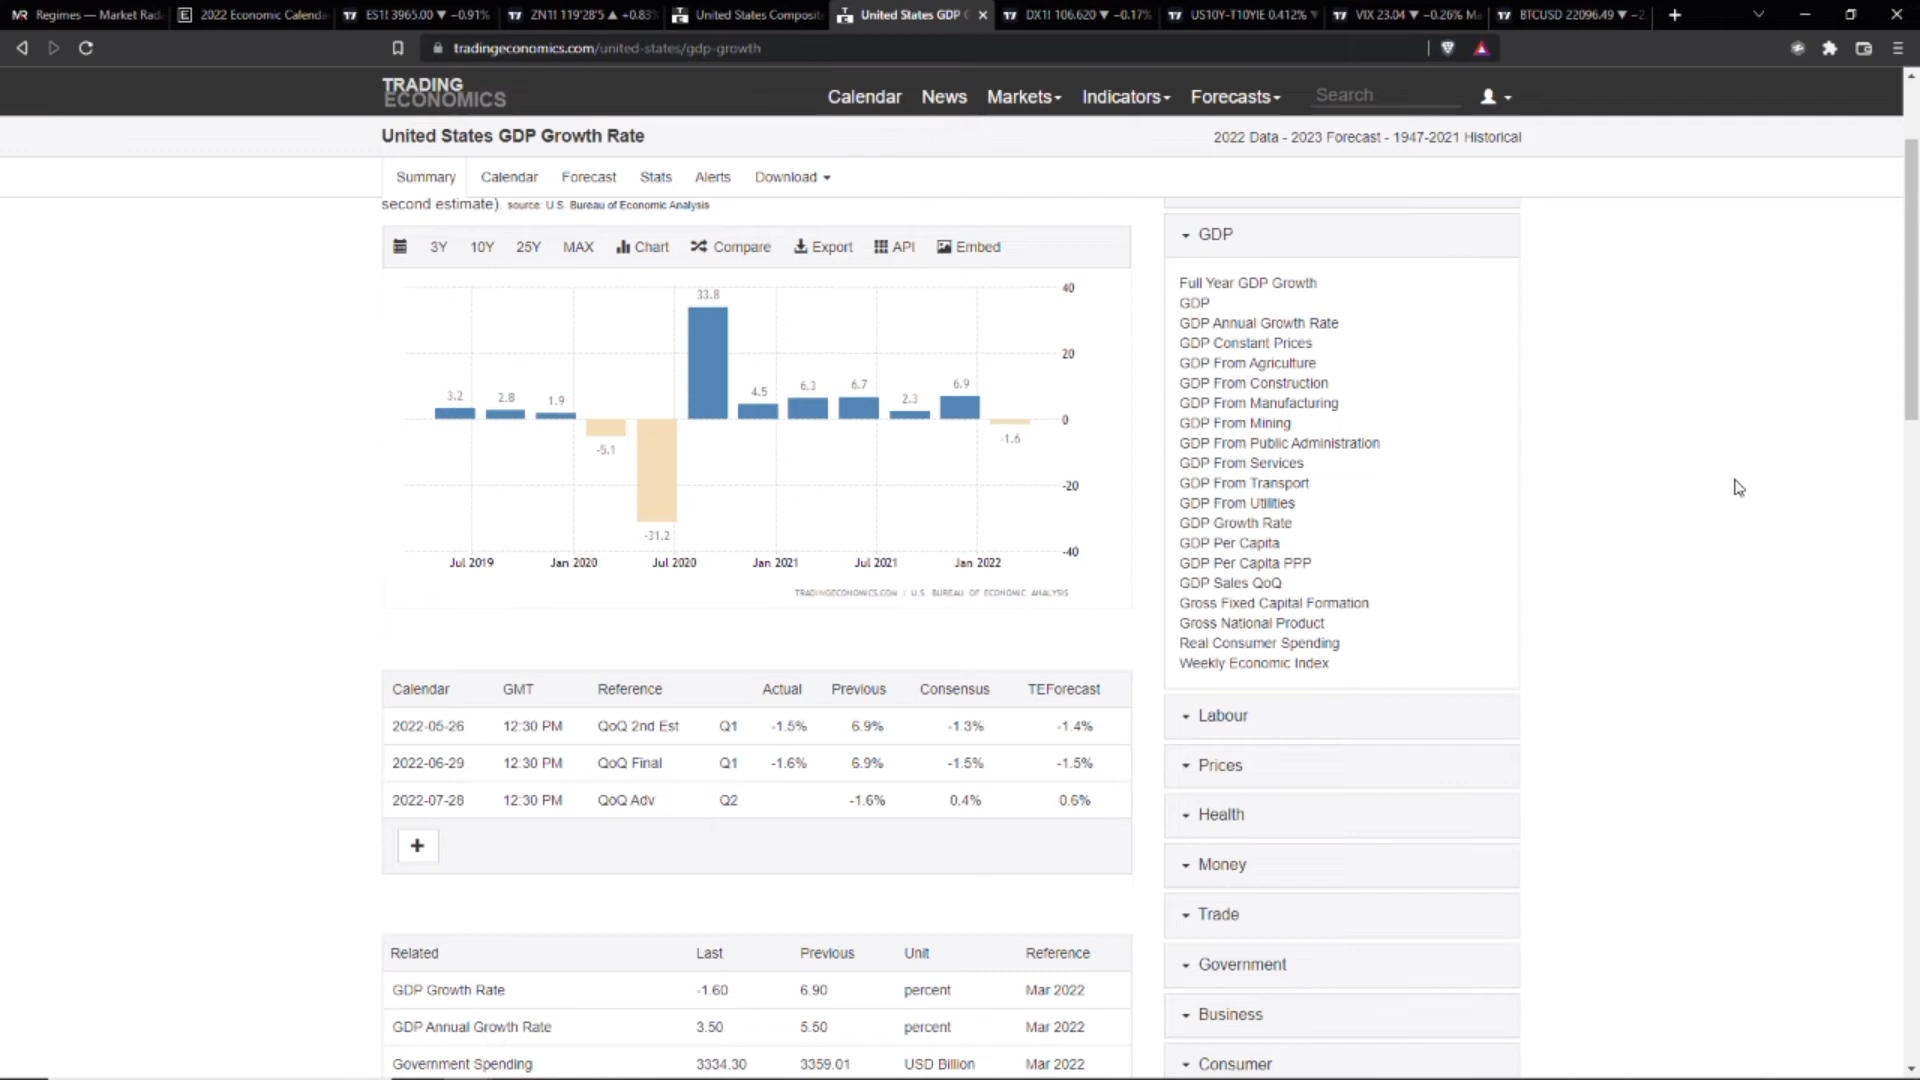 Regimes — Market Rad
2022 Economic Calenda
ES1! 3965.00 ▼ −0.91%
ZN1! 119'28'5 ▲ +0.83%
United States Composit
United States GDP
DX1! 106.620 ▼ −0.17%
US10Y-T10YIE 0.412%
VIX 23.04 ▼ −0.26%
BTCUSD 22096.49 ▼ −2
tradingeconomics.com/united-states/gdp-growth
TRADING
ECONOMICS
Calendar News Markets Indicators Forecasts Search
United States GDP Growth Rate
2022 Data - 2023 Forecast - 1947-2021 Historical
Summary Calendar Forecast Stats Alerts Download
second estimate). source: U.S. Bureau of Economic Analysis
3Y 10Y 25Y MAX Chart Compare Export API Embed
40
20
0
-20
-40
3.2
2.8
1.9
-5.1
-31.2
33.8
4.5
6.3
6.7
2.3
6.9
-1.6
Jul 2019 Jan 2020 Jul 2020 Jan 2021 Jul 2021 Jan 2022
TRADINGECONOMICS.COM | U.S. BUREAU OF ECONOMIC ANALYSIS
Calendar GMT Reference Actual Previous Consensus TEForecast
2022-05-26 12:30 PM QoQ 2nd Est Q1 -1.5% 6.9% -1.3% -1.4%
2022-06-29 12:30 PM QoQ Final Q1 -1.6% 6.9% -1.5% -1.5%
2022-07-28 12:30 PM QoQ Adv Q2 -1.6% 0.4% 0.6%
+
Related Last Previous Unit Reference
GDP Growth Rate -1.60 6.90 percent Mar 2022
GDP Annual Growth Rate 3.50 5.50 percent Mar 2022
Government Spending 3334.30 3359.01 USD Billion Mar 2022
GDP
Full Year GDP Growth
GDP
GDP Annual Growth Rate
GDP Constant Prices
GDP From Agriculture
GDP From Construction
GDP From Manufacturing
GDP From Mining
GDP From Public Administration
GDP From Services
GDP From Transport
GDP From Utilities
GDP Growth Rate
GDP Per Capita
GDP Per Capita PPP
GDP Sales QoQ
Gross Fixed Capital Formation
Gross National Product
Real Consumer Spending
Weekly Economic Index
Labour
Prices
Health
Money
Trade
Government
Business
Consumer